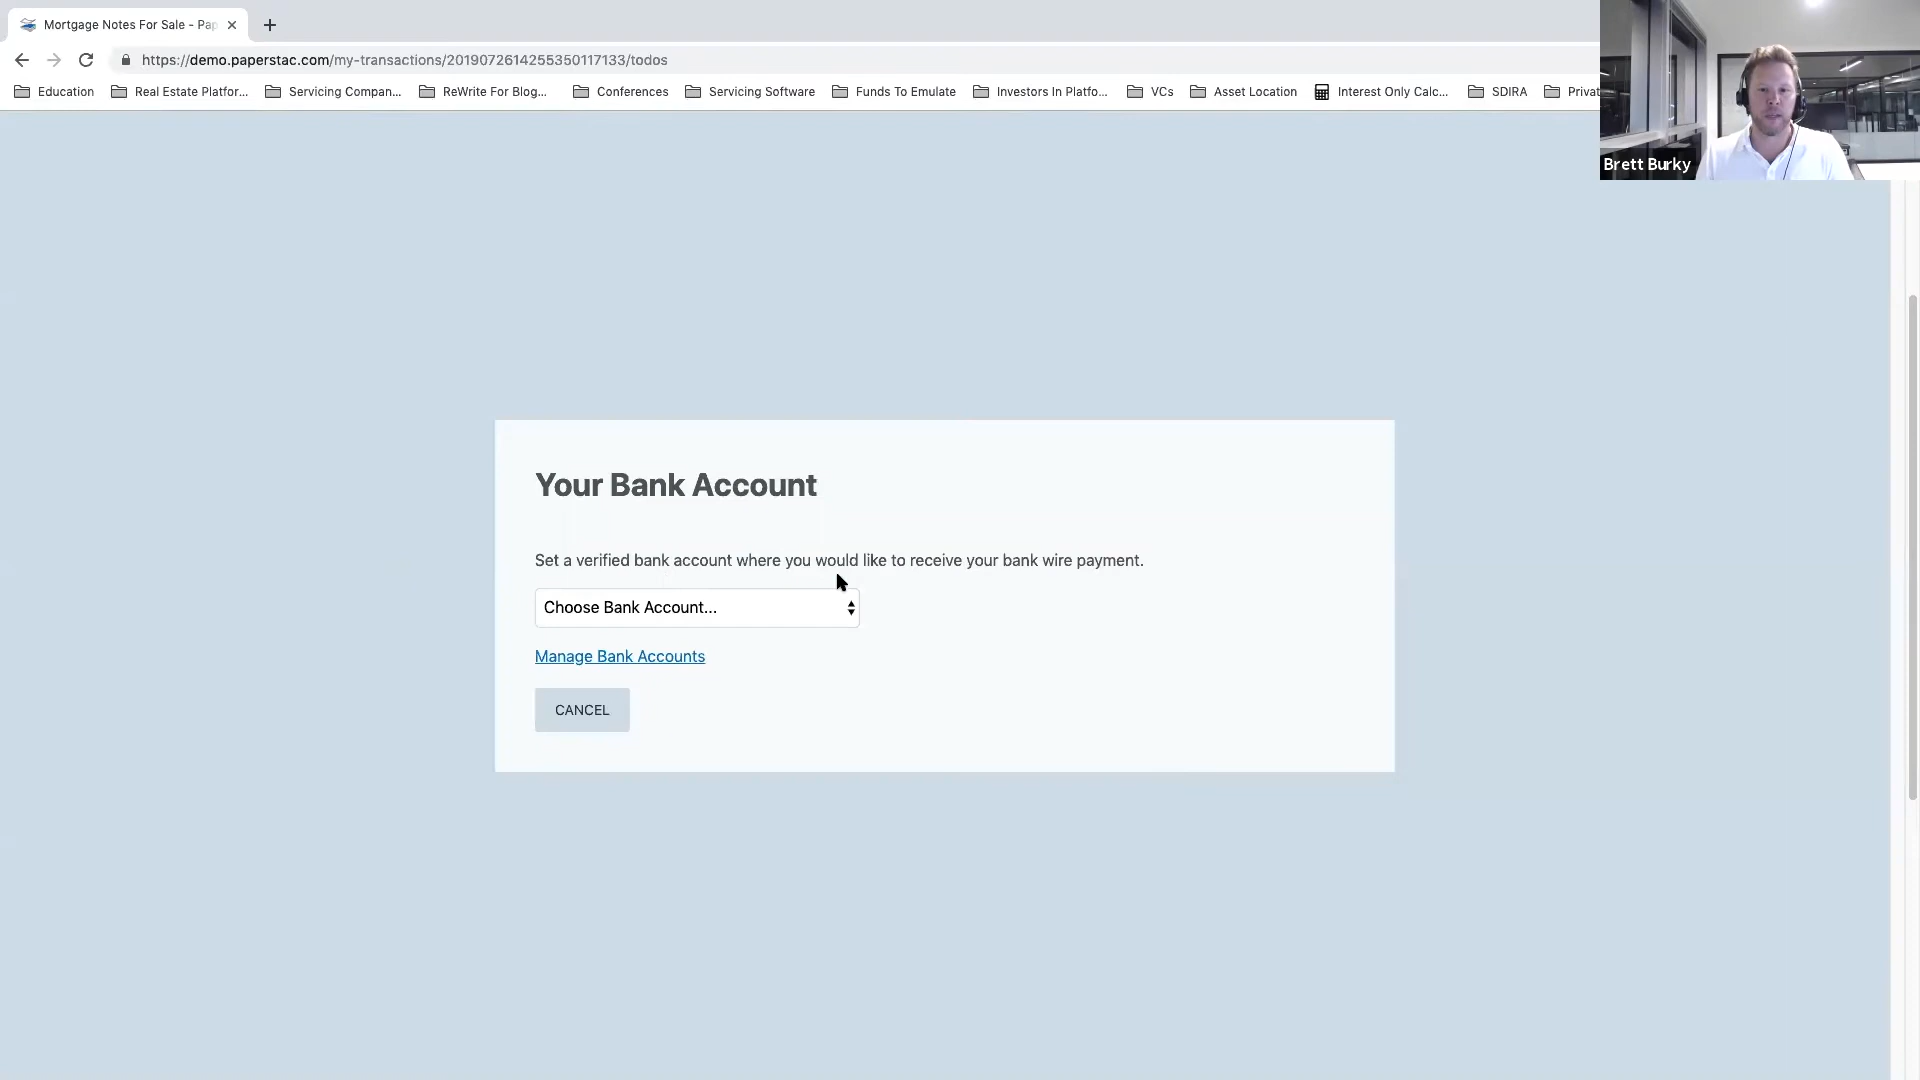 Mortgage Notes For Sale - Pap
https://demo.paperstac.com/my-transactions/2019072614255350117133/todos
Education Real Estate Platfor... Servicing Compan... ReWrite For Blog... Conferences Servicing Software Funds To Emulate Investors In Platfo... VCs Asset Location Interest Only Calc... SDIRA Privat
Brett Burky
Your Bank Account
Set a verified bank account where you would like to receive your bank wire payment.
Choose Bank Account...
Manage Bank Accounts
CANCEL